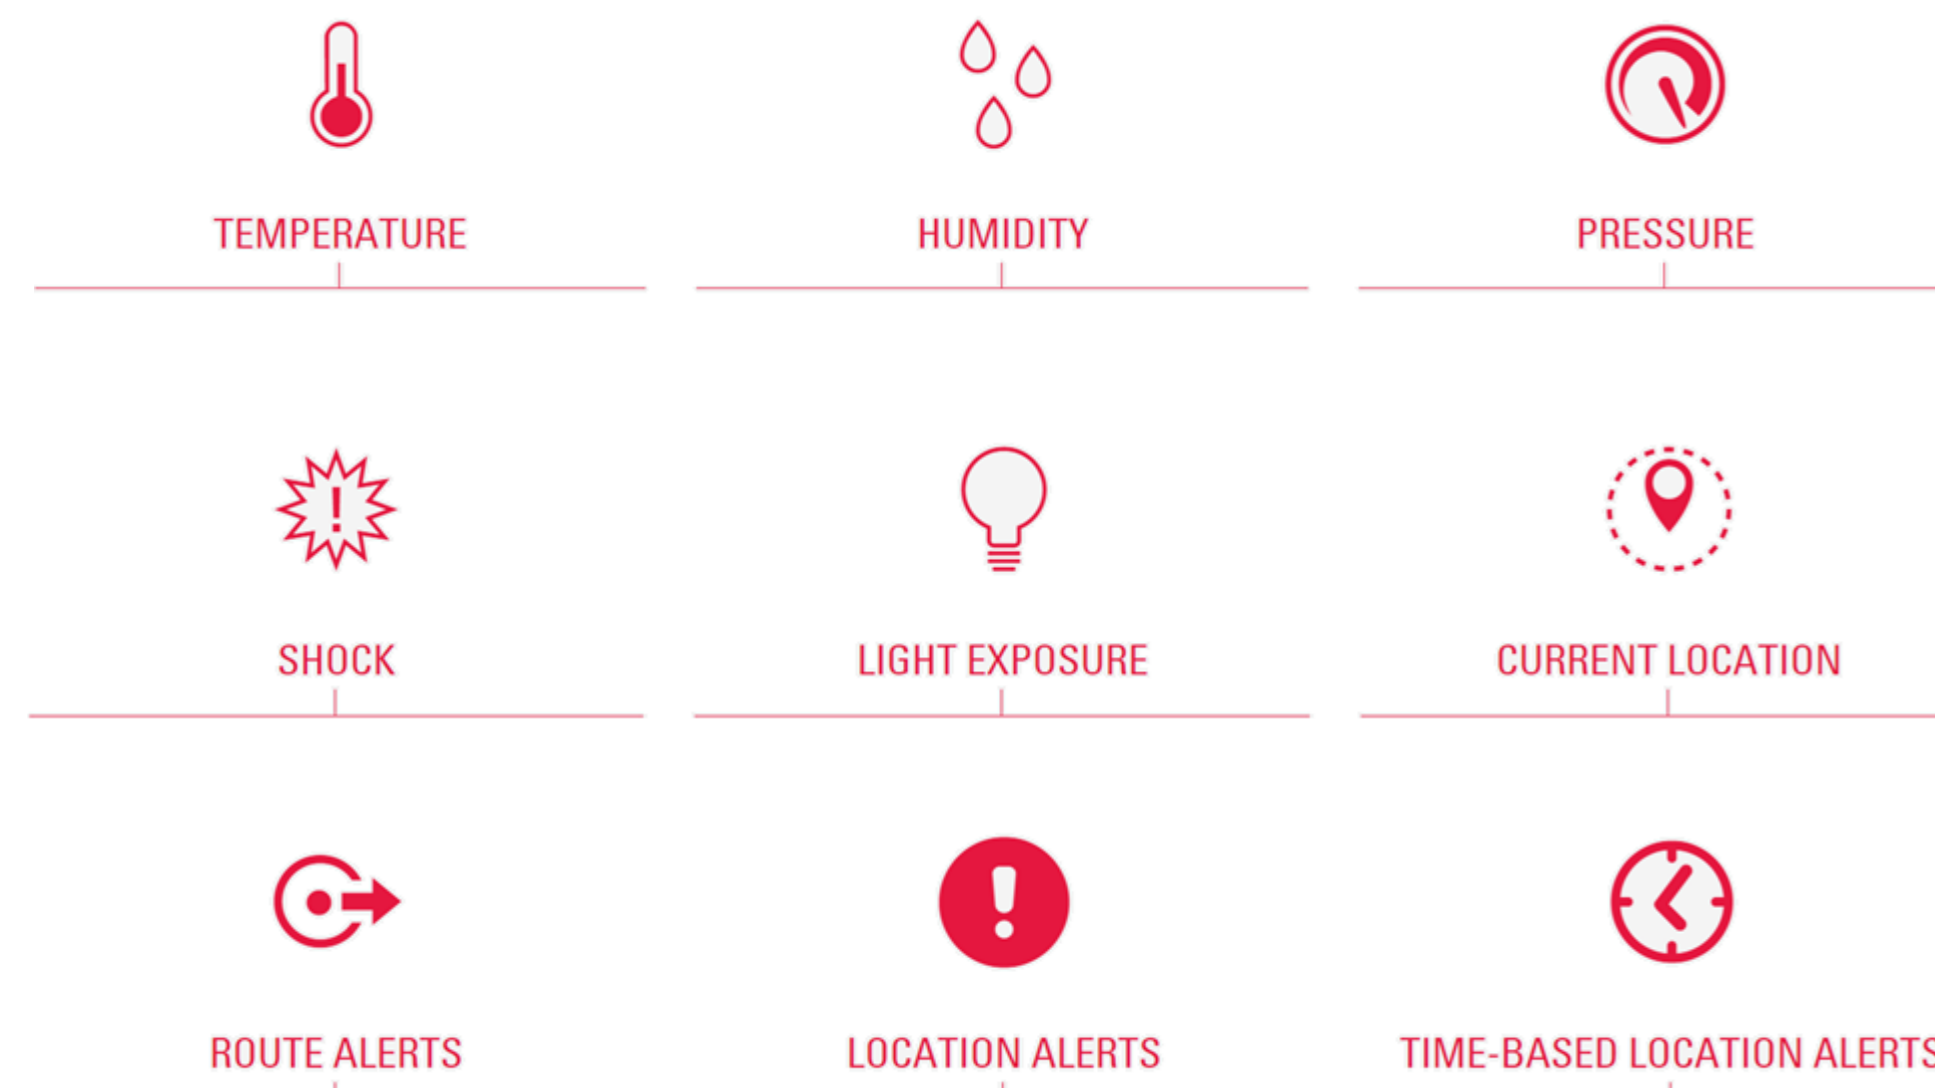 TEMPERATURE
HUMIDITY
PRESSURE
!
SHOCK
LIGHT EXPOSURE
CURRENT LOCATION
!
ROUTE ALERTS
LOCATION ALERTS
TIME-BASED LOCATION ALERTS